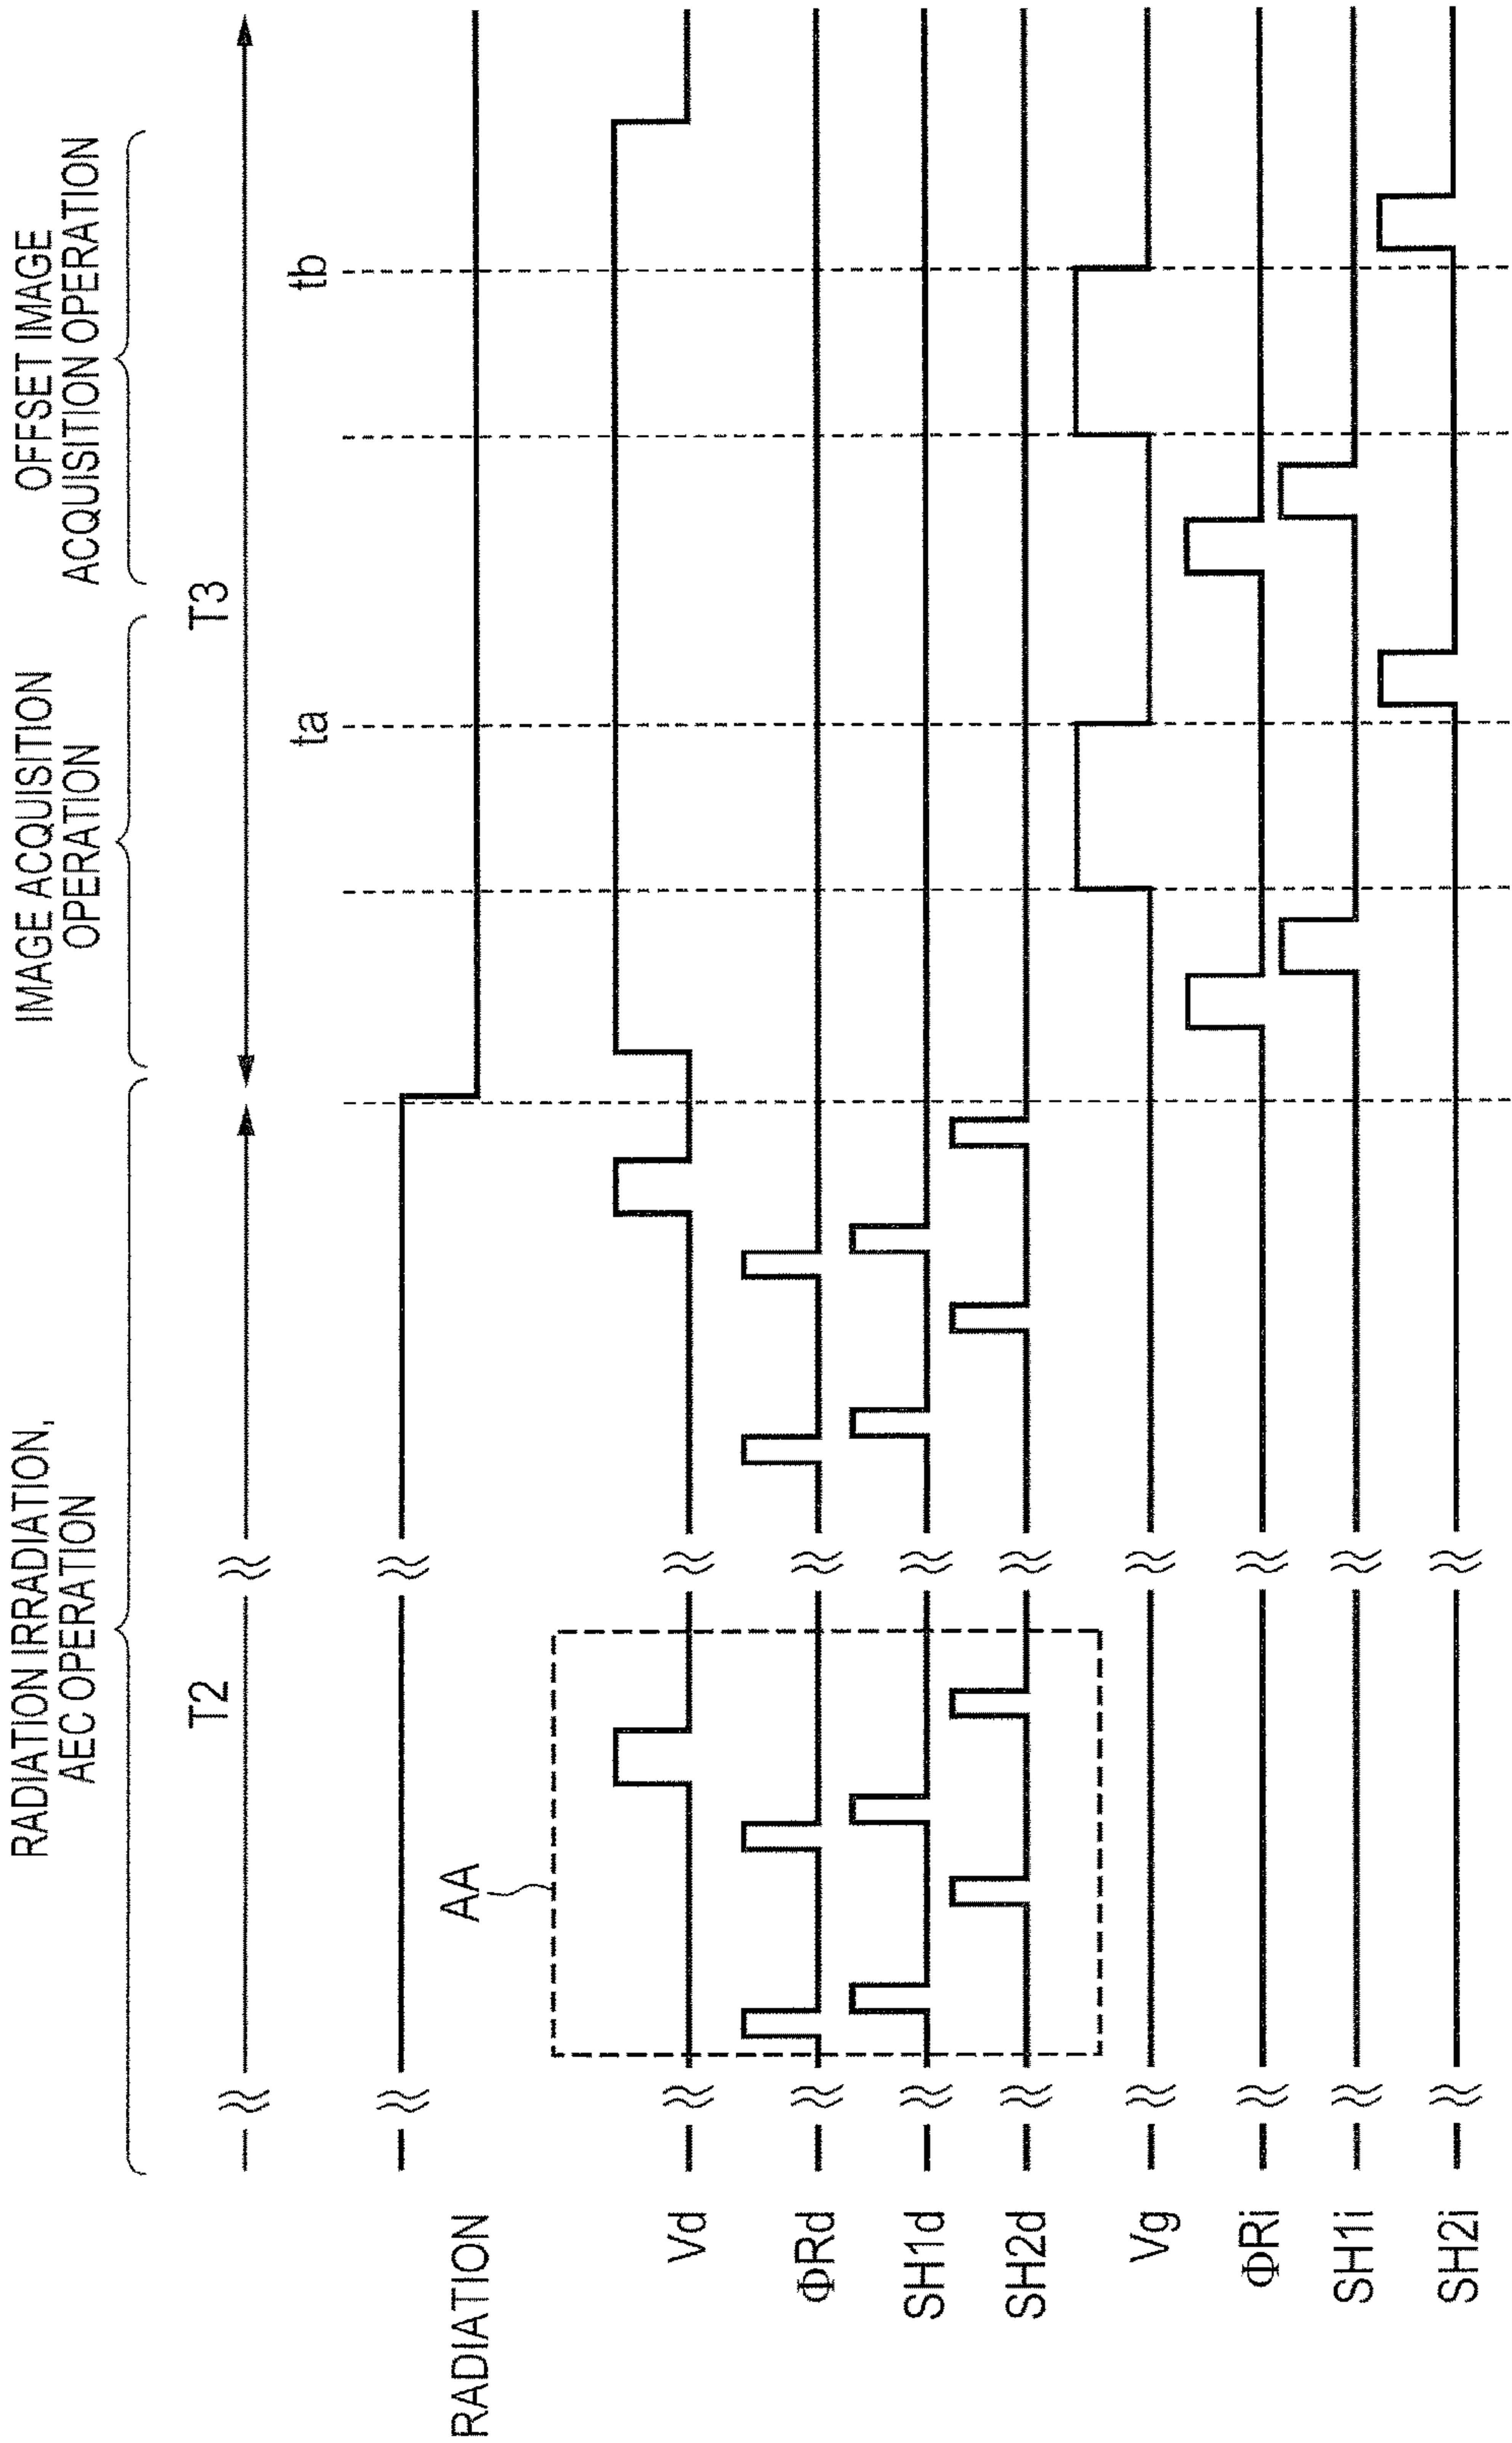 RADIATION IRRADIATION,
AEC OPERATION
IMAGE ACQUISITION
OPERATION
OFFSET IMAGE
ACQUISITION OPERATION
T2
T3
ta
tb
RADIATION
AA
Vd
ΦRd
SH1d
SH2d
Vg
ΦRi
SH1i
SH2i